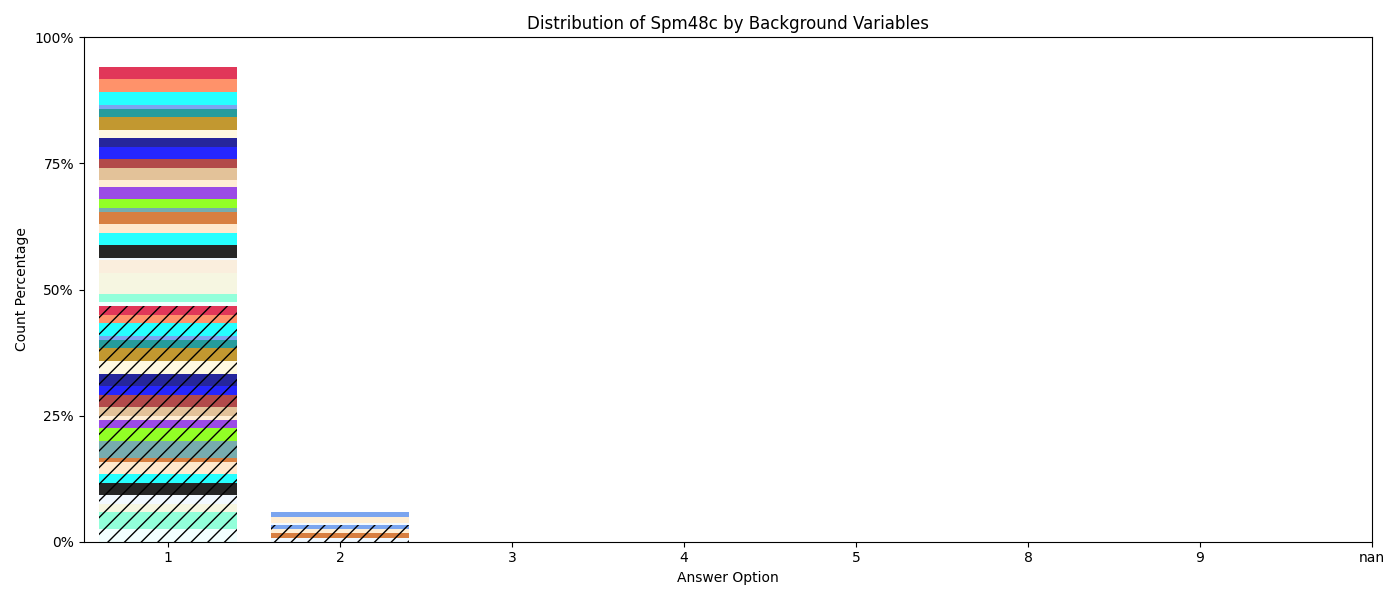 Distribution of Spm48c by Background Variables
100%
75%
50%
25%
0%
Count Percentage
1 2 3 4 5 8 9 nan
Answer Option